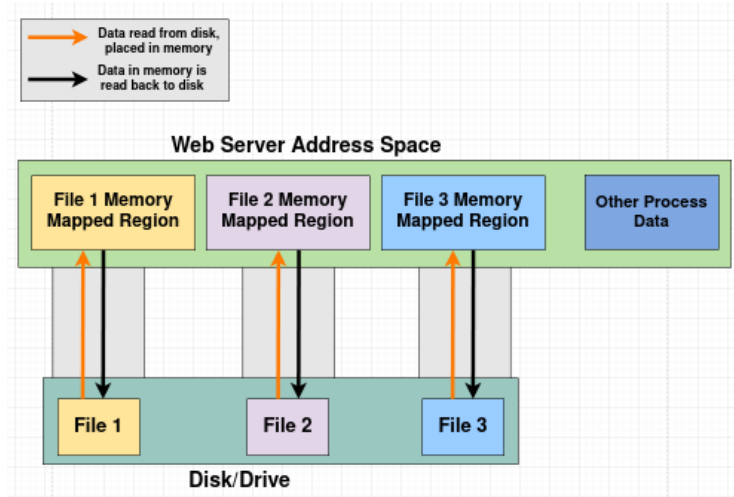 Data read from disk,
placed in memory
Data in memory is
read back to disk
Web Server Address Space
File 1 Memory
Mapped Region
File 2 Memory
Mapped Region
File 3 Memory
Mapped Region
Other Process
Data
File 1
File 2
File 3
Disk/Drive